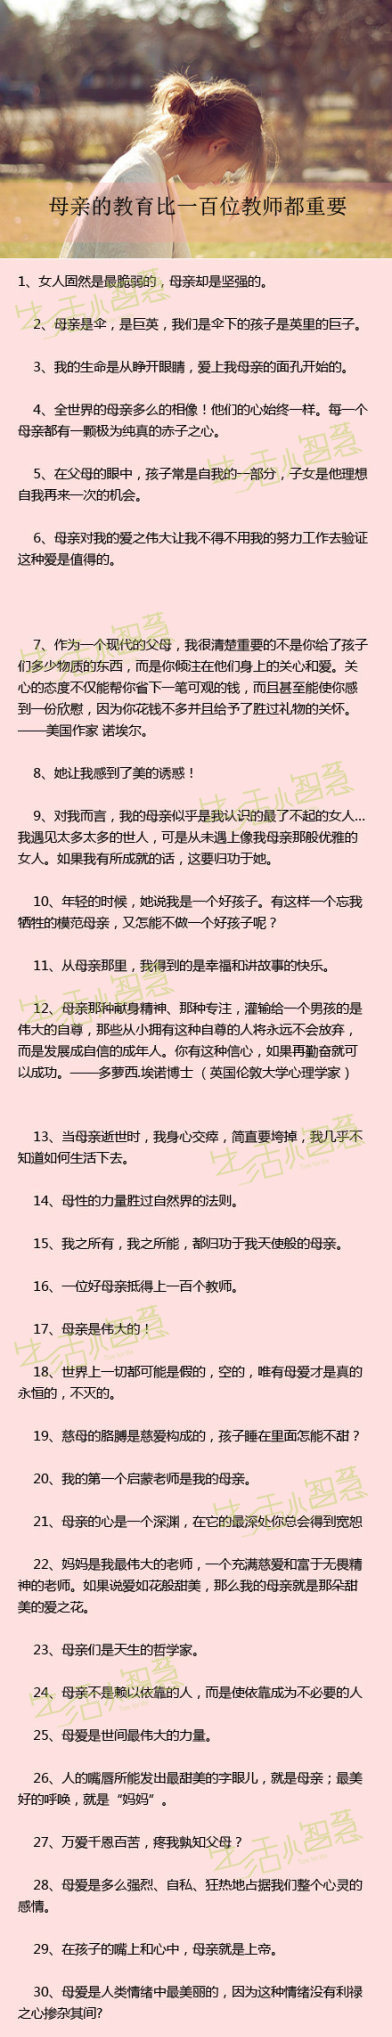 母亲的教育比一百位教师都重要
1、女人固然是最脆弱的，母亲却是坚强的。
2、母亲是伞，是巨英，我们是伞下的孩子是英里的巨子。
3、我的生命是从睁开眼睛，爱上我母亲的面孔开始的。
4、全世界的母亲多么的相像！他们的心始终一样。每一个
母亲都有一颗极为纯真的赤子之心。
5、在父母的眼中，孩子常是自我的一部分，子女是他理想
自我再来一次的机会。
6、母亲对我的爱之伟大让我不得不用我的努力工作去验证
这种爱是值得的。
7、作为一个现代的父母，我很清楚重要的不是你给了孩子
们多少物质的东西，而是你倾注在他们身上的关心和爱。关
心的态度不仅能帮你省下一笔可观的钱，而且甚至能使你感
到一份欣慰，因为你花钱不多并且给予了胜过礼物的关怀。
——美国作家 诺埃尔。
8、她让我感到了美的诱惑！
9、对我而言，我的母亲似乎是我认识的最了不起的女人…
我遇见太多太多的世人，可是从未遇上像我母亲那般优雅的
女人。如果我有所成就的话，这要归功于她。
10、年轻的时候，她说我是一个好孩子。有这样一个忘我
牺牲的模范母亲，又怎能不做一个好孩子呢？
11、从母亲那里，我得到的是幸福和讲故事的快乐。
12、母亲那种献身精神、那种专注，灌输给一个男孩的是
伟大的自尊，那些从小拥有这种自尊的人将永远不会放弃，
而是发展成自信的成年人。你有这种信心，如果再勤奋就可
以成功。——多萝西.埃诺博士（英国伦敦大学心理学家）
13、当母亲逝世时，我身心交瘁，简直要垮掉，我几乎不
知道如何生活下去。
14、母性的力量胜过自然界的法则。
15、我之所有，我之所能，都归功于我天使般的母亲。
16、一位好母亲抵得上一百个教师。
17、母亲是伟大的！
18、世界上一切都可能是假的，空的，唯有母爱才是真的
永恒的，不灭的。
19、慈母的胳膊是慈爱构成的，孩子睡在里面怎能不甜？
20、我的第一个启蒙老师是我的母亲。
21、母亲的心是一个深渊，在它的最深处你总会得到宽恕
22、妈妈是我最伟大的老师，一个充满慈爱和富于无畏精
神的老师。如果说爱如花般甜美，那么我的母亲就是那朵甜
美的爱之花。
23、母亲们是天生的哲学家。
24、母亲不是赖以依靠的人，而是使依靠成为不必要的人
25、母爱是世间最伟大的力量。
26、人的嘴唇所能发出最甜美的字眼儿，就是母亲；最美
好的呼唤，就是“妈妈”。
27、万爱千恩百苦，疼我孰知父母？
28、母爱是多么强烈、自私、狂热地占据我们整个心灵的
感情。
29、在孩子的嘴上和心中，母亲就是上帝。
30、母爱是人类情绪中最美丽的，因为这种情绪没有利禄
之心掺杂其间?